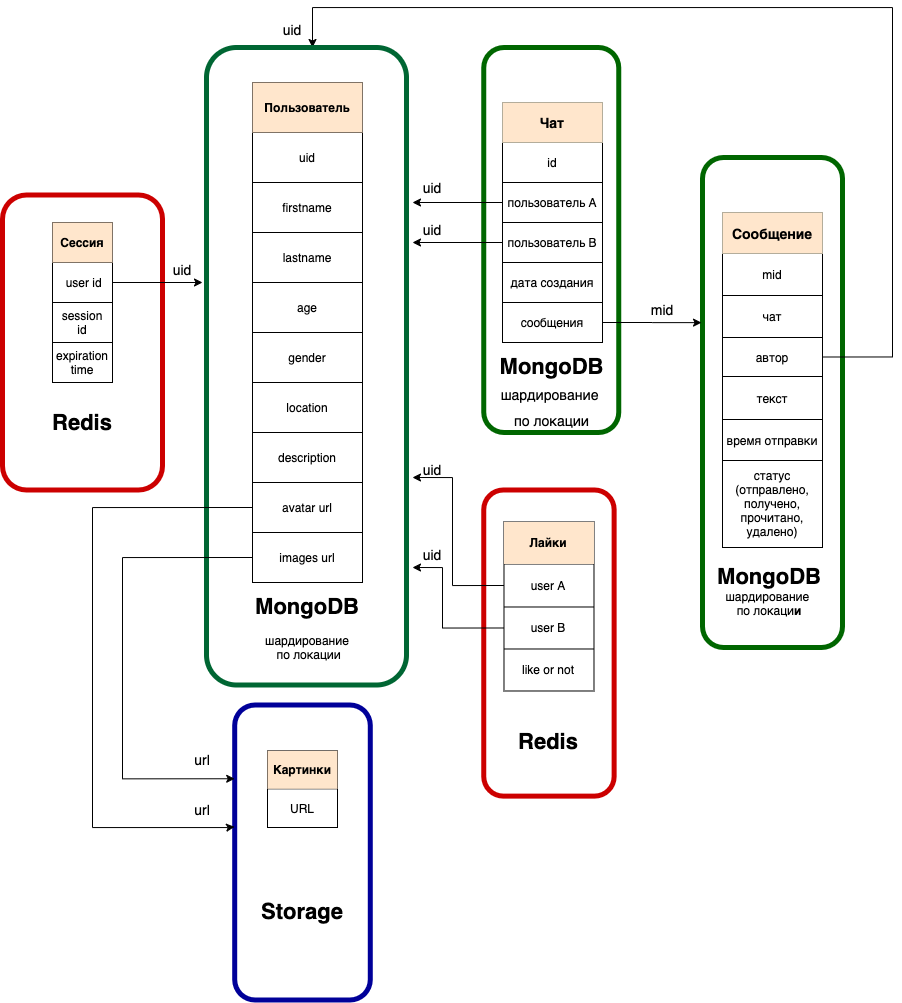 uid
Пользователь
uid
firstname
lastname
age
gender
location
description
avatar url
images url
MongoDB
шардирование
по локации
Сессия
user id
session
id
expiration
time
Redis
uid
Чат
id
пользователь A
пользователь B
дата создания
сообщения
MongoDB
шардирование
по локации
uid
uid
mid
Сообщение
mid
чат
автор
текст
время отправки
статус
(отправлено,
получено,
прочитано,
удалено)
MongoDB
шардирование
по локации
Лайки
user A
user B
like or not
Redis
uid
uid
Картинки
URL
Storage
url
url